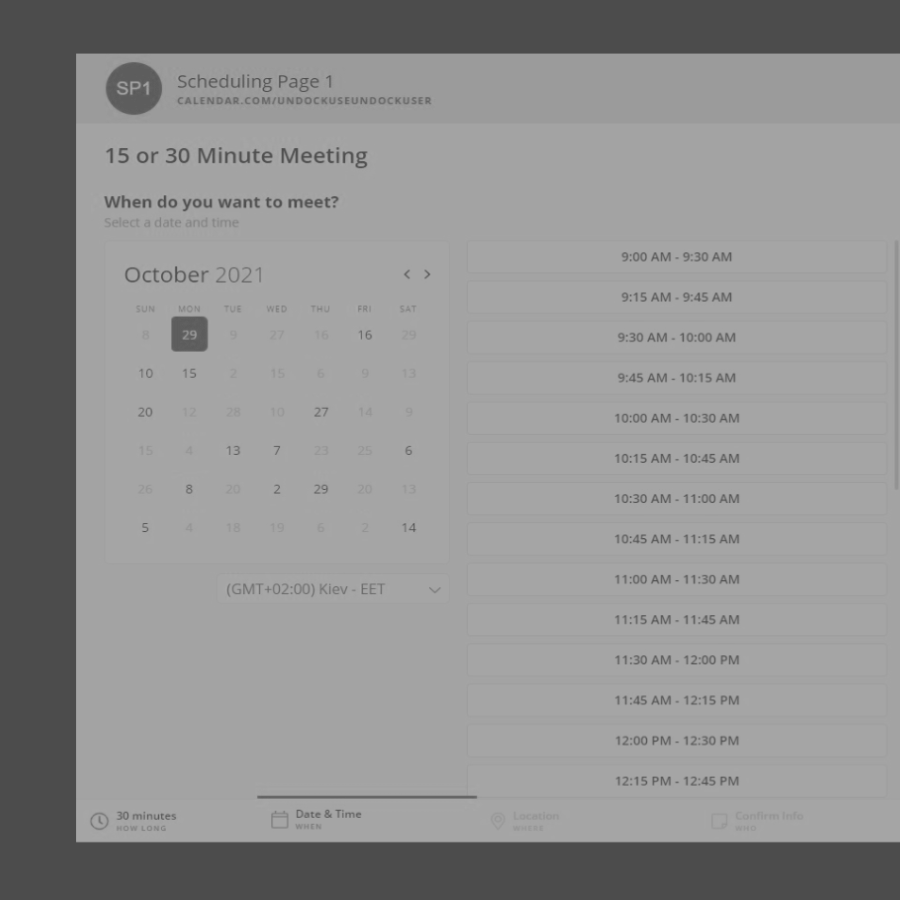 SP1
Scheduling Page 1
CALENDAR.COM/UNDOCKUSEUNDOCKUSER
15 or 30 Minute Meeting
When do you want to meet?
Select a date and time
October 2021
SUN MON TUE WED THU FRI SAT
8 29 9 27 16 16 29
10 15 2 15 6 9 13
20 12 28 10 27 14 9
15 4 13 7 23 25 6
26 8 20 2 29 20 13
5 4 18 19 6 2 14
(GMT+02:00) Kiev - EET
9:00 AM - 9:30 AM
9:15 AM - 9:45 AM
9:30 AM - 10:00 AM
9:45 AM - 10:15 AM
10:00 AM - 10:30 AM
10:15 AM - 10:45 AM
10:30 AM - 11:00 AM
10:45 AM - 11:15 AM
11:00 AM - 11:30 AM
11:15 AM - 11:45 AM
11:30 AM - 12:00 PM
11:45 AM - 12:15 PM
12:00 PM - 12:30 PM
12:15 PM - 12:45 PM
30 minutes
HOW LONG
Date & Time
WHEN
Location
WHERE
Confirm Info
WHO